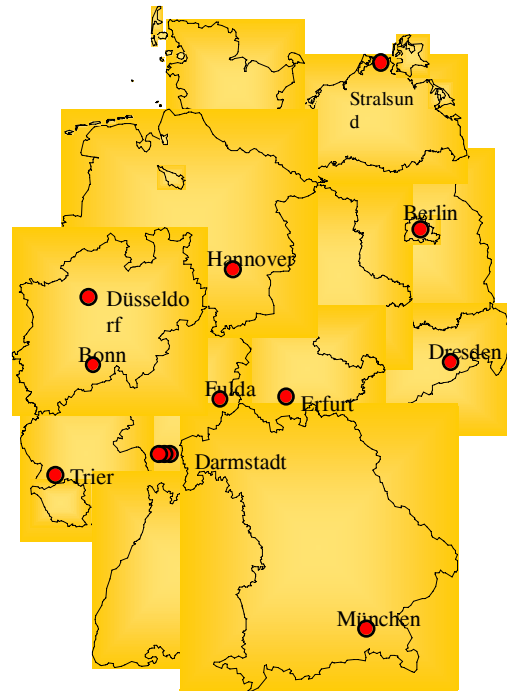 Stralsun
d
Berlin
Hannover
Düsseldo
rf
Bonn
Dresden
Fulda
Erfurt
Darmstadt
Trier
München